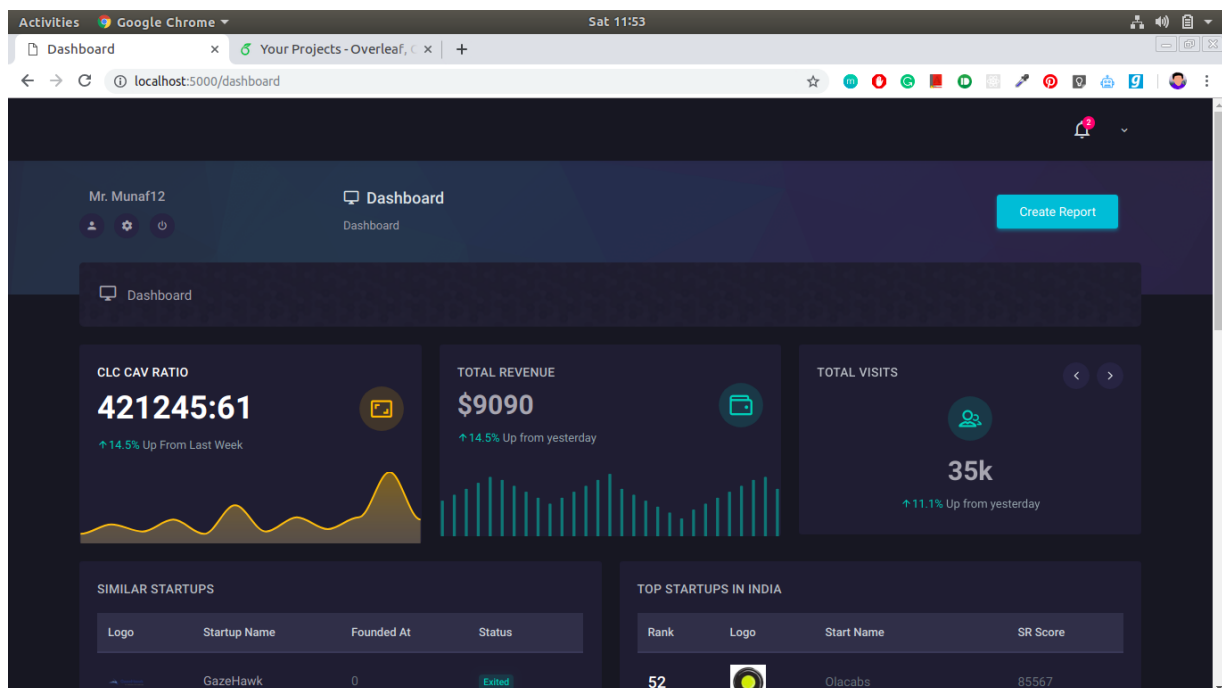 Activities Google Chrome Sat 11:53
Dashboard Your Projects - Overleaf,
localhost:5000/dashboard
2
Mr. Munaf12
Dashboard
Dashboard
Create Report
Dashboard
CLC CAV RATIO
421245:61
14.5% Up From Last Week
TOTAL REVENUE
$9090
14.5% Up from yesterday
TOTAL VISITS
35k
11.1% Up from yesterday
SIMILAR STARTUPS
Logo Startup Name Founded At Status
GazeHawk 0 Exited
TOP STARTUPS IN INDIA
Rank Logo Start Name SR Score
52 Olacabs 85567